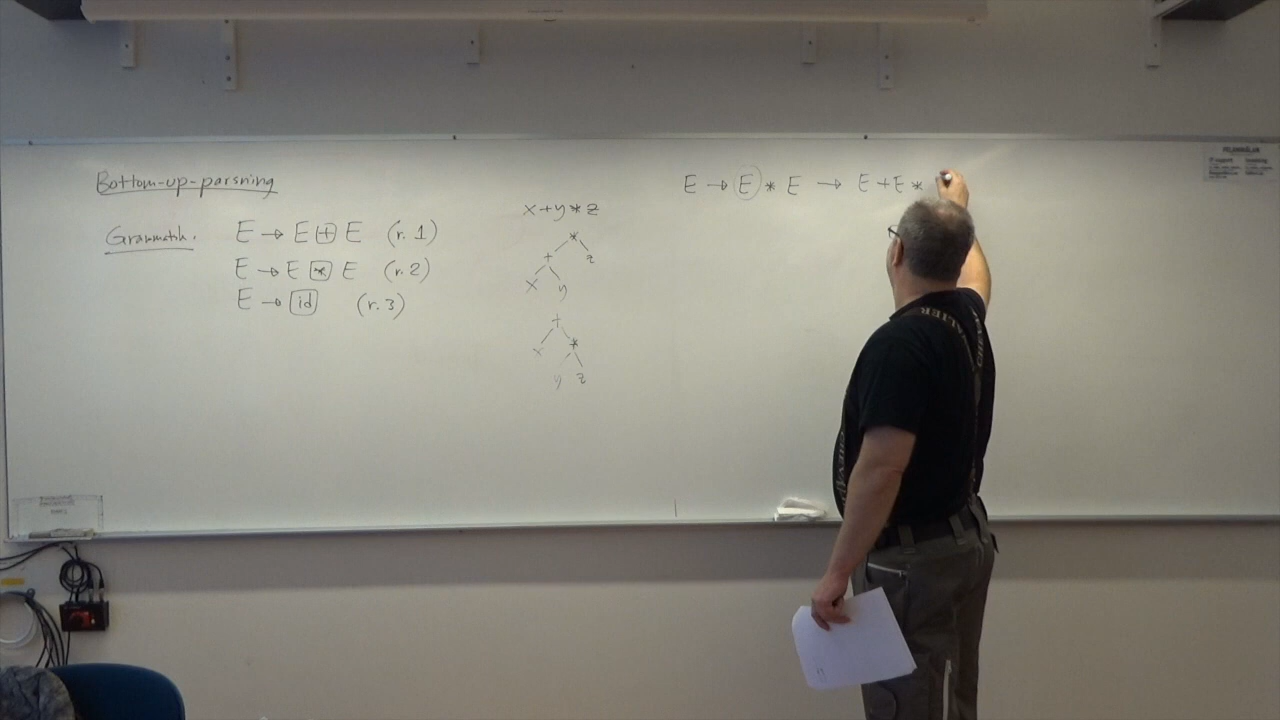 Bottom-up-parsning
Grammatik.
E → E + E (r. 1)
E → E * E (r. 2)
E → id (r. 3)
x + y * z
*
+ z
x y
+
x *
y z
E → E * E → E + E *